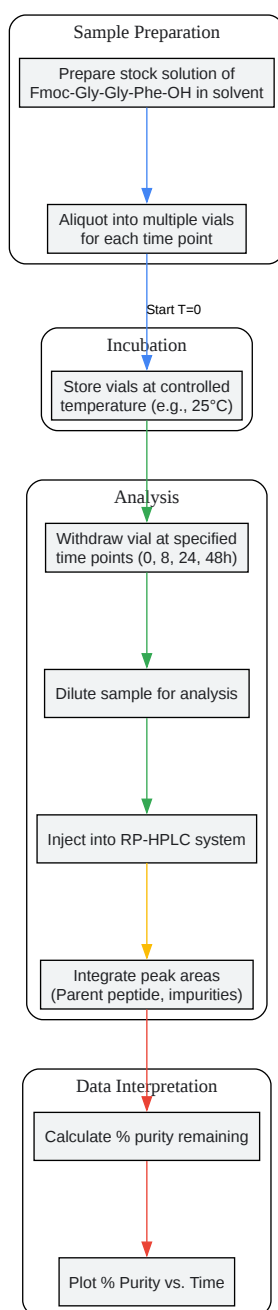 Sample Preparation
Prepare stock solution of
Fmoc-Gly-Gly-Phe-OH in solvent
Aliquot into multiple vials
for each time point
Start T=0
Incubation
Store vials at controlled
temperature (e.g., 25°C)
Analysis
Withdraw vial at specified
time points (0, 8, 24, 48h)
Dilute sample for analysis
Inject into RP-HPLC system
Integrate peak areas
(Parent peptide, impurities)
Data Interpretation
Calculate % purity remaining
Plot % Purity vs. Time